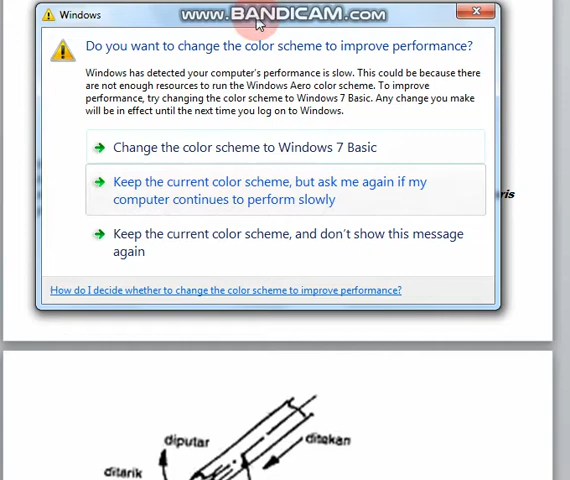 Windows
www.BANDICAM.com
Do you want to change the color scheme to improve performance?
Windows has detected your computer's performance is slow. This could be because there
are not enough resources to run the Windows Aero color scheme. To improve
performance, try changing the color scheme to Windows 7 Basic. Any change you make
will be in effect until the next time you log on to Windows.
Change the color scheme to Windows 7 Basic
Keep the current color scheme, but ask me again if my
computer continues to perform slowly
Keep the current color scheme, and don't show this message
again
How do I decide whether to change the color scheme to improve performance?
ris
diputar
ditekan
ditarik